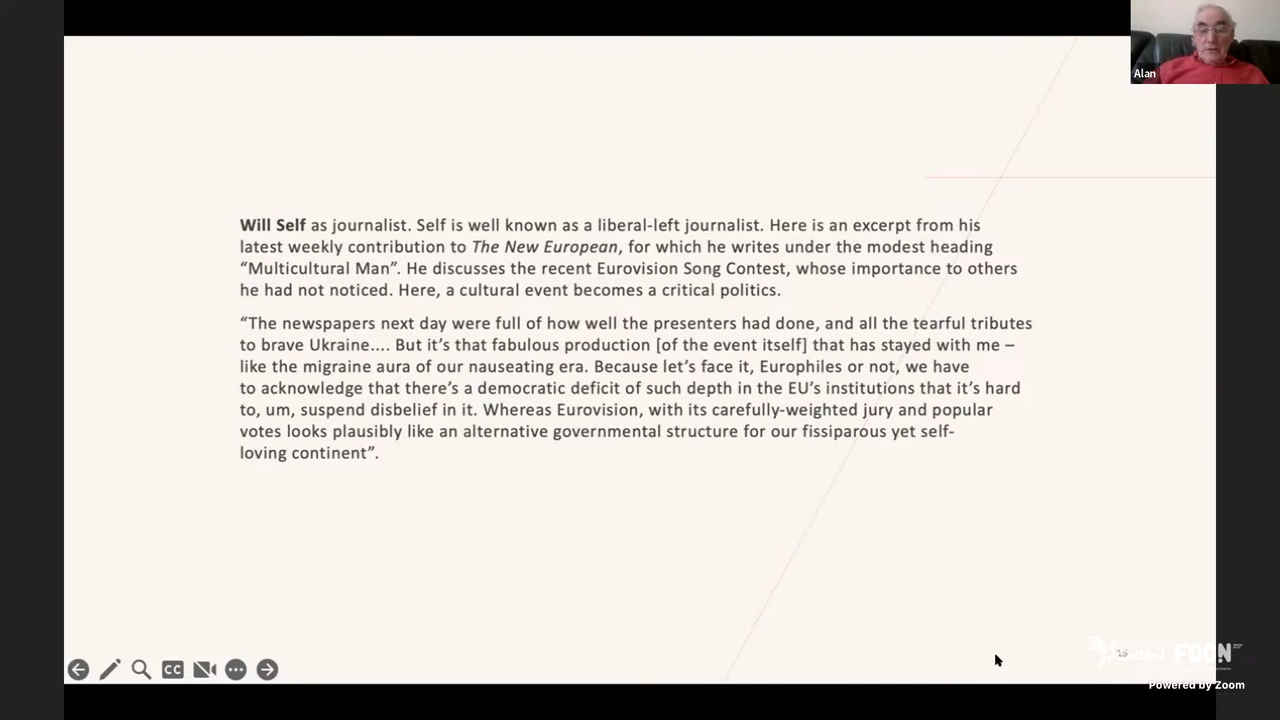 Alan
Will Self as journalist. Self is well known as a liberal-left journalist. Here is an excerpt from his
latest weekly contribution to The New European, for which he writes under the modest heading
“Multicultural Man”. He discusses the recent Eurovision Song Contest, whose importance to others
he had not noticed. Here, a cultural event becomes a critical politics.
“The newspapers next day were full of how well the presenters had done, and all the tearful tributes
to brave Ukraine…. But it’s that fabulous production [of the event itself] that has stayed with me –
like the migraine aura of our nauseating era. Because let’s face it, Europhiles or not, we have
to acknowledge that there’s a democratic deficit of such depth in the EU’s institutions that it’s hard
to, um, suspend disbelief in it. Whereas Eurovision, with its carefully-weighted jury and popular
votes looks plausibly like an alternative governmental structure for our fissiparous yet self-
loving continent”.
CC
15
FCCN
Powered by Zoom